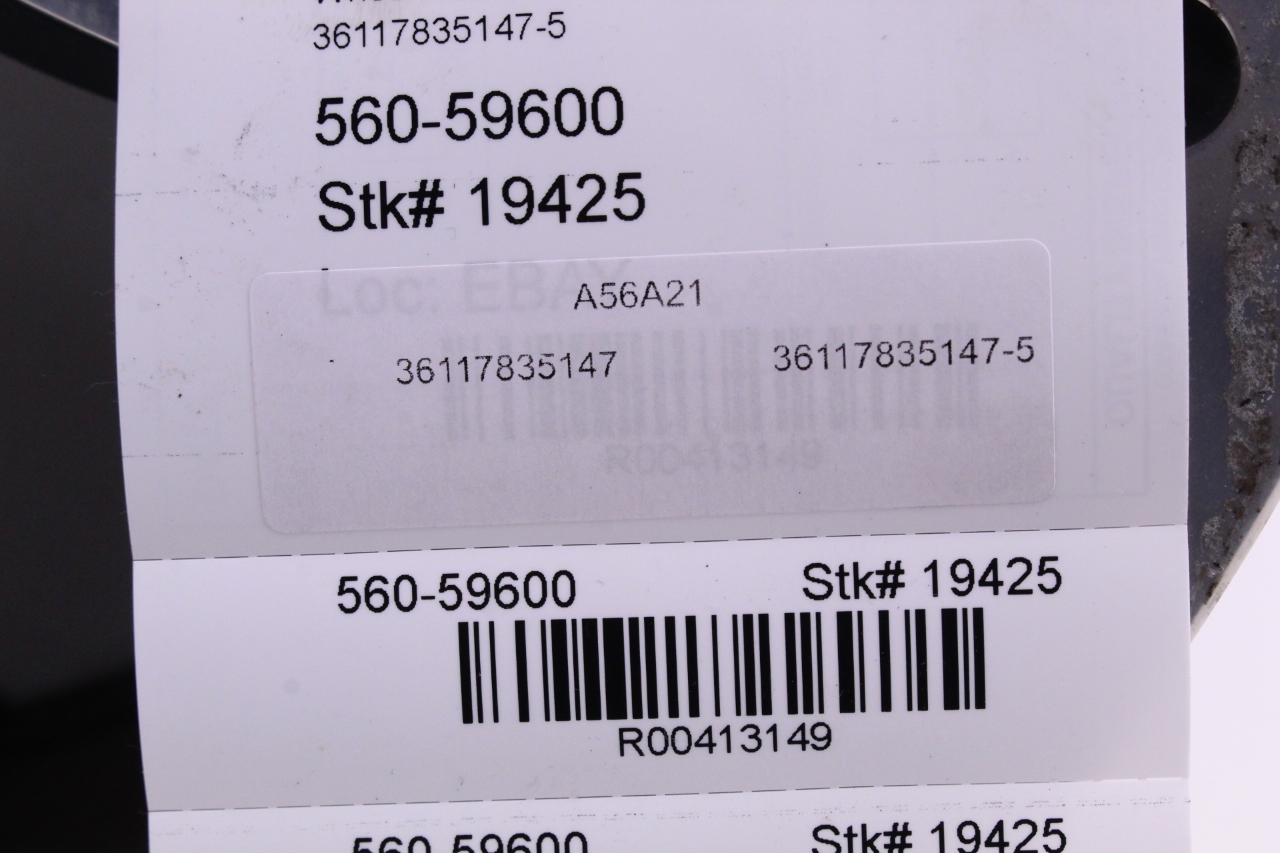 36117835147-5
560-59600
Stk# 19425
Loc: EBAY
A56A21
36117835147 36117835147-5
R00413149
560-59600 Stk# 19425
R00413149
560-59600 Stk# 19425